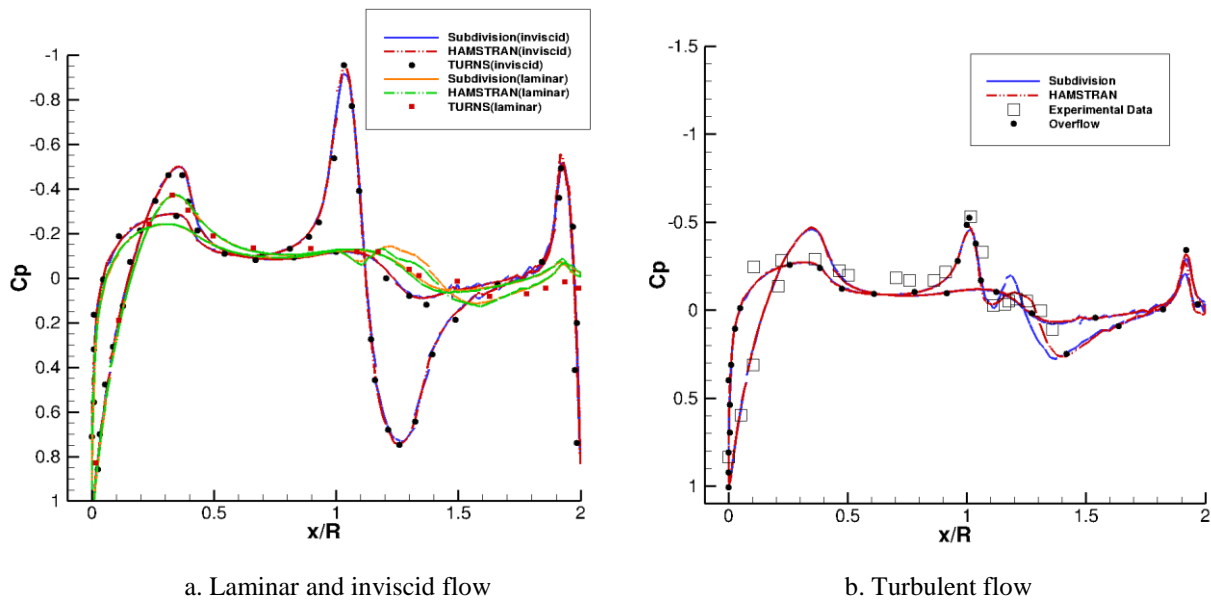 Subdivision(inviscid)
HAMSTRAN(inviscid)
TURNS(inviscid)
Subdivision(laminar)
HAMSTRAN(laminar)
TURNS(laminar)
-1
-0.8
-0.6
-0.4
-0.2
0
0.2
0.4
0.6
0.8
1
Cp
0
0.5
1
1.5
2
x/R
a. Laminar and inviscid flow
Subdivision
HAMSTRAN
Experimental Data
Overflow
-1.5
-1
-0.5
0
0.5
1
Cp
0
0.5
1
1.5
2
x/R
b. Turbulent flow